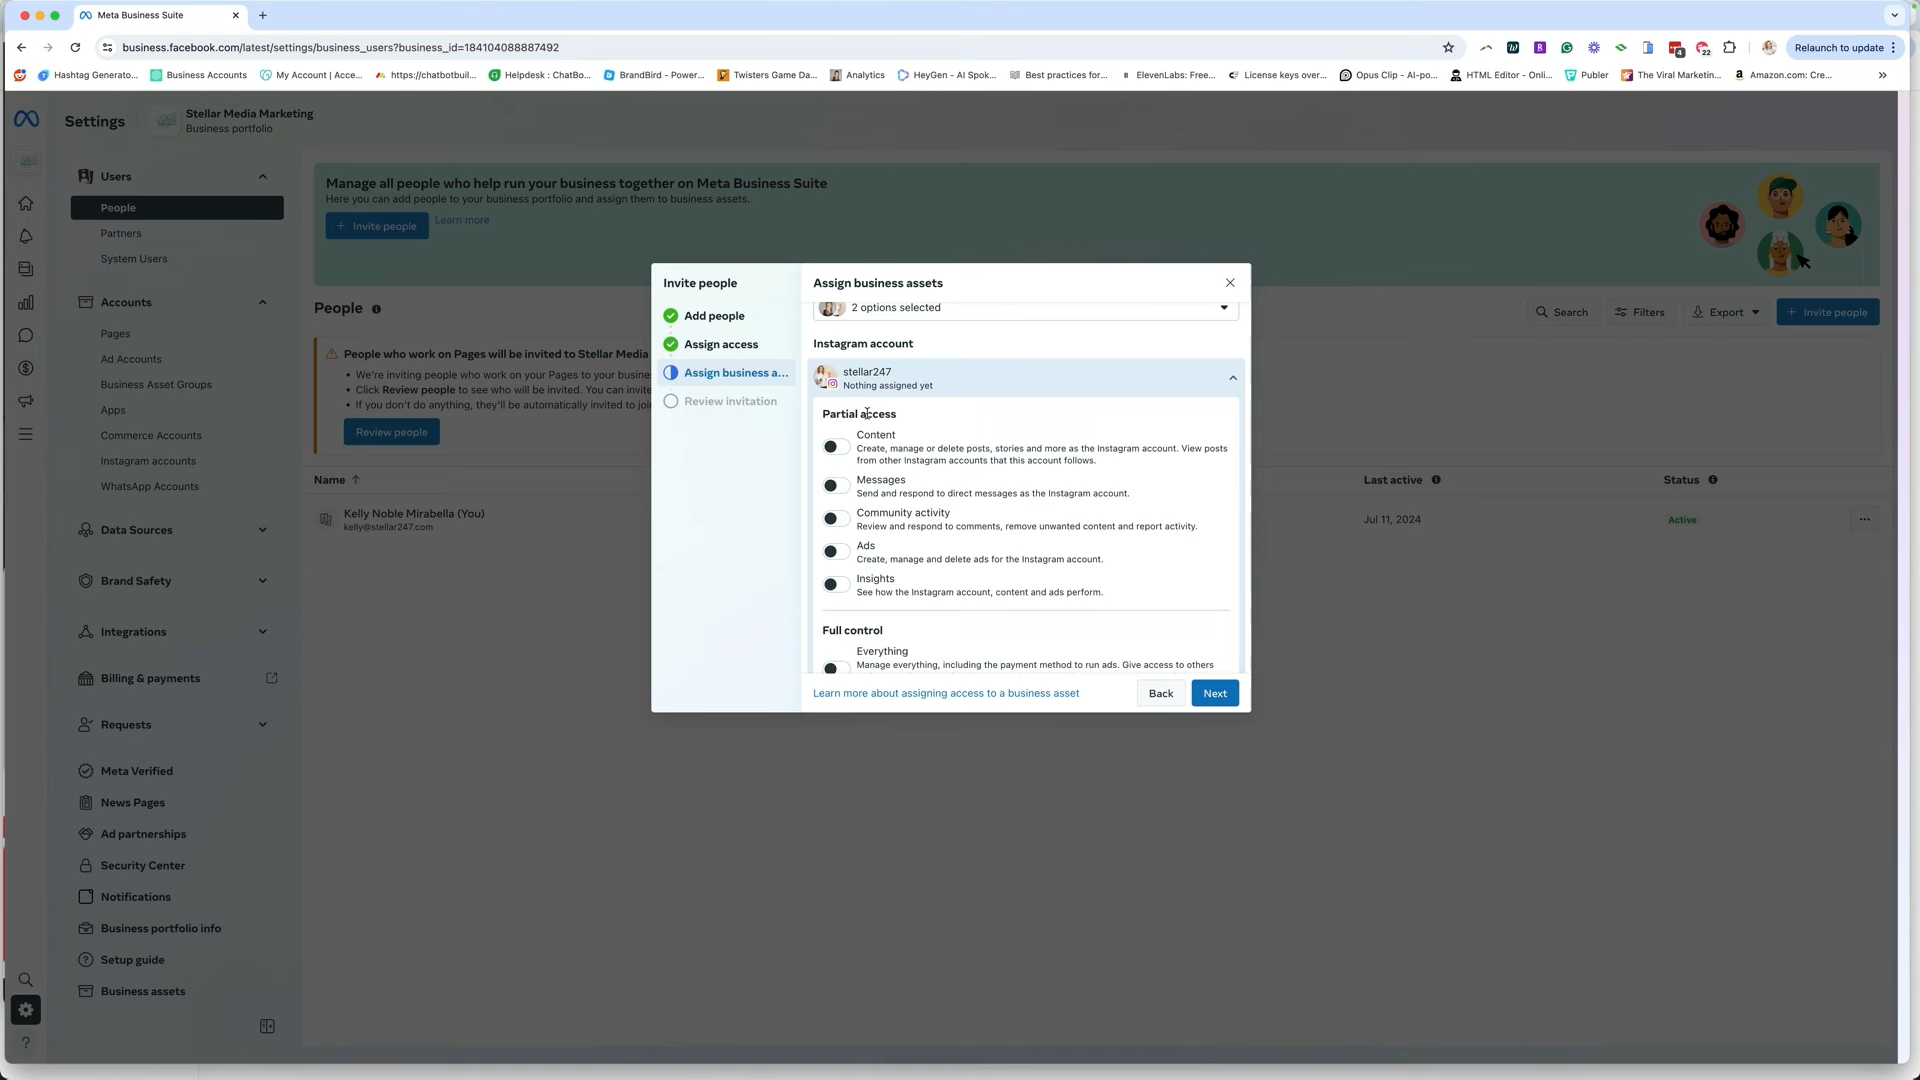 Meta Business Suite
business.facebook.com/latest/settings/business_users?business_id=184104088887492
4
22
Relaunch to update
Hashtag Generato...
Business Accounts
My Account | Acce...
https://chatbotbuil...
Helpdesk : ChatBo...
BrandBird - Power...
Twisters Game Da...
Analytics
HeyGen - AI Spok...
Best practices for...
ElevenLabs: Free...
License keys over...
Opus Clip - AI-po...
HTML Editor - Onli...
Publer
The Viral Marketin...
Amazon.com: Cre...
Settings
Stellar Media Marketing
Business portfolio
Users
People
Partners
System Users
Accounts
Pages
Ad Accounts
Business Asset Groups
Apps
Commerce Accounts
Instagram accounts
WhatsApp Accounts
Data Sources
Brand Safety
Integrations
Billing & payments
Requests
Meta Verified
News Pages
Ad partnerships
Security Center
Notifications
Business portfolio info
Setup guide
Business assets
Manage all people who help run your business together on Meta Business Suite
Here you can add people to your business portfolio and assign them to business assets.
+ Invite people
Learn more
People
Search
Filters
Export
+ Invite people
People who work on Pages will be invited to Stellar Media
• We're inviting people who work on your Pages to your busine
• Click Review people to see who will be invited. You can invite
• If you don't do anything, they'll be automatically invited to joi
Review people
Name
Last active
Status
Kelly Noble Mirabella (You)
kelly@stellar247.com
Jul 11, 2024
Active
Invite people
Add people
Assign access
Assign business a...
Review invitation
Assign business assets
2 options selected
Instagram account
stellar247
Nothing assigned yet
Partial access
Content
Create, manage or delete posts, stories and more as the Instagram account. View posts
from other Instagram accounts that this account follows.
Messages
Send and respond to direct messages as the Instagram account.
Community activity
Review and respond to comments, remove unwanted content and report activity.
Ads
Create, manage and delete ads for the Instagram account.
Insights
See how the Instagram account, content and ads perform.
Full control
Everything
Manage everything, including the payment method to run ads. Give access to others
Learn more about assigning access to a business asset
Back
Next